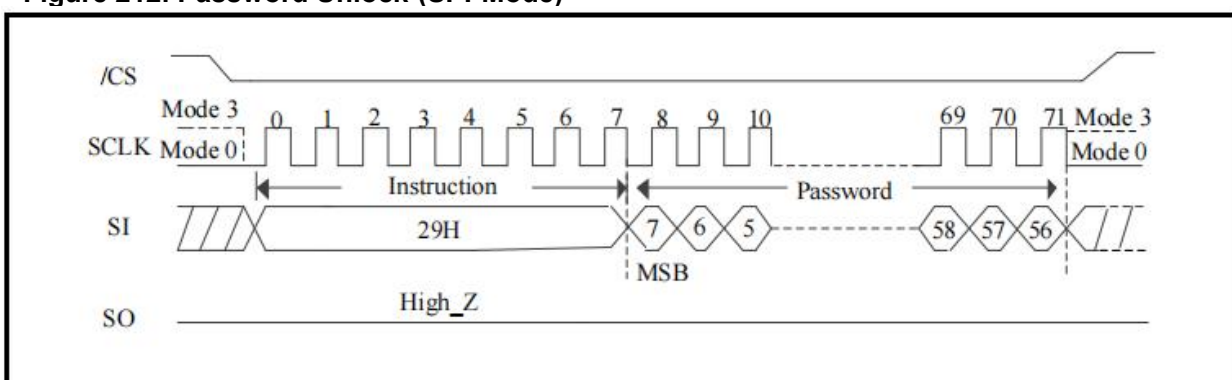 Figure 212: Password Unlock (SPI Mode)
/CS
Mode 3 0 1 2 3 4 5 6 7 8 9 10 69 70 71 Mode 3
SCLK Mode 0 Mode 0
Instruction Password
SI 29H 7 6 5 58 57 56
MSB
High_Z
SO